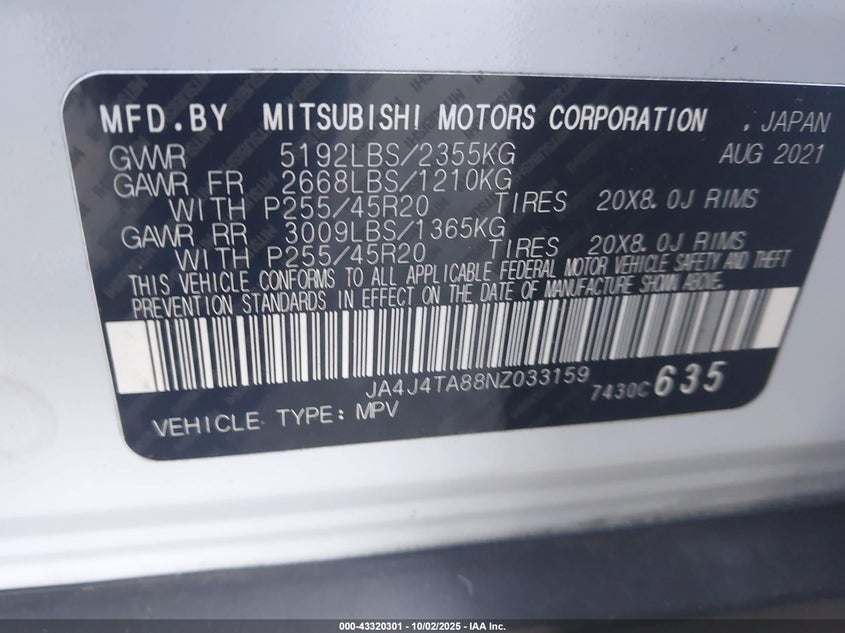 MFD.BY MITSUBISHI MOTORS CORPORATION , JAPAN
GVWR 5192LBS/2355KG AUG 2021
GAWR FR 2668LBS/1210KG
WITH P255/45R20 TIRES 20X8.0J RIMS
GAWR RR 3009LBS/1365KG
WITH P255/45R20 TIRES 20X8.0J RIMS
THIS VEHICLE CONFORMS TO ALL APPLICABLE FEDERAL MOTOR VEHICLE SAFETY AND THEFT
PREVENTION STANDARDS IN EFFECT ON THE DATE OF MANUFACTURE SHOWN ABOVE.
JA4J4TA88NZ033159 7430C 635
VEHICLE TYPE: MPV
000-43320301 - 10/02/2025 - IAA Inc.